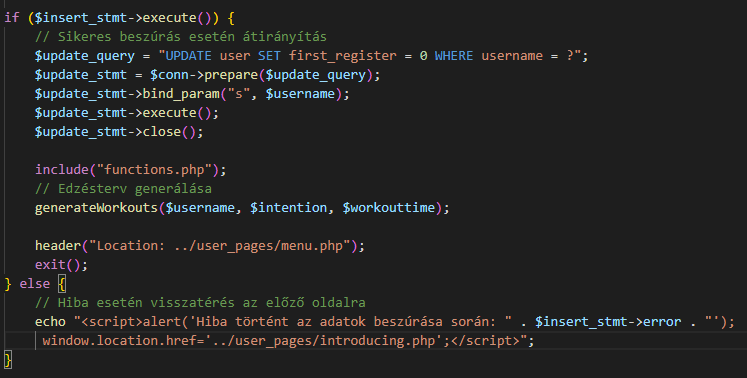 if ($insert_stmt->execute()) {
// Sikeres beszúrás esetén átirányítás
$update_query = "UPDATE user SET first_register = 0 WHERE username = ?";
$update_stmt = $conn->prepare($update_query);
$update_stmt->bind_param("s", $username);
$update_stmt->execute();
$update_stmt->close();
include("functions.php");
// Edzésterv generálása
generateWorkouts($username, $intention, $workouttime);
header("Location: ../user_pages/menu.php");
exit();
} else {
// Hiba esetén visszatérés az előző oldalra
echo "<script>alert('Hiba történt az adatok beszúrása során: " . $insert_stmt->error . "');
window.location.href='../user_pages/introducing.php';</script>";
}